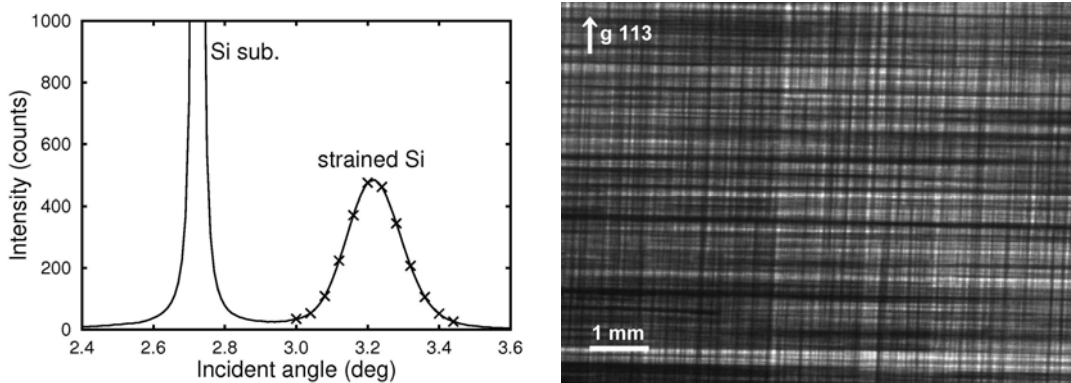 1000
800
600
400
200
0
Intensity (counts)
Si sub.
strained Si
2.4 2.6 2.8 3.0 3.2 3.4 3.6
Incident angle (deg)
g 113
1 mm